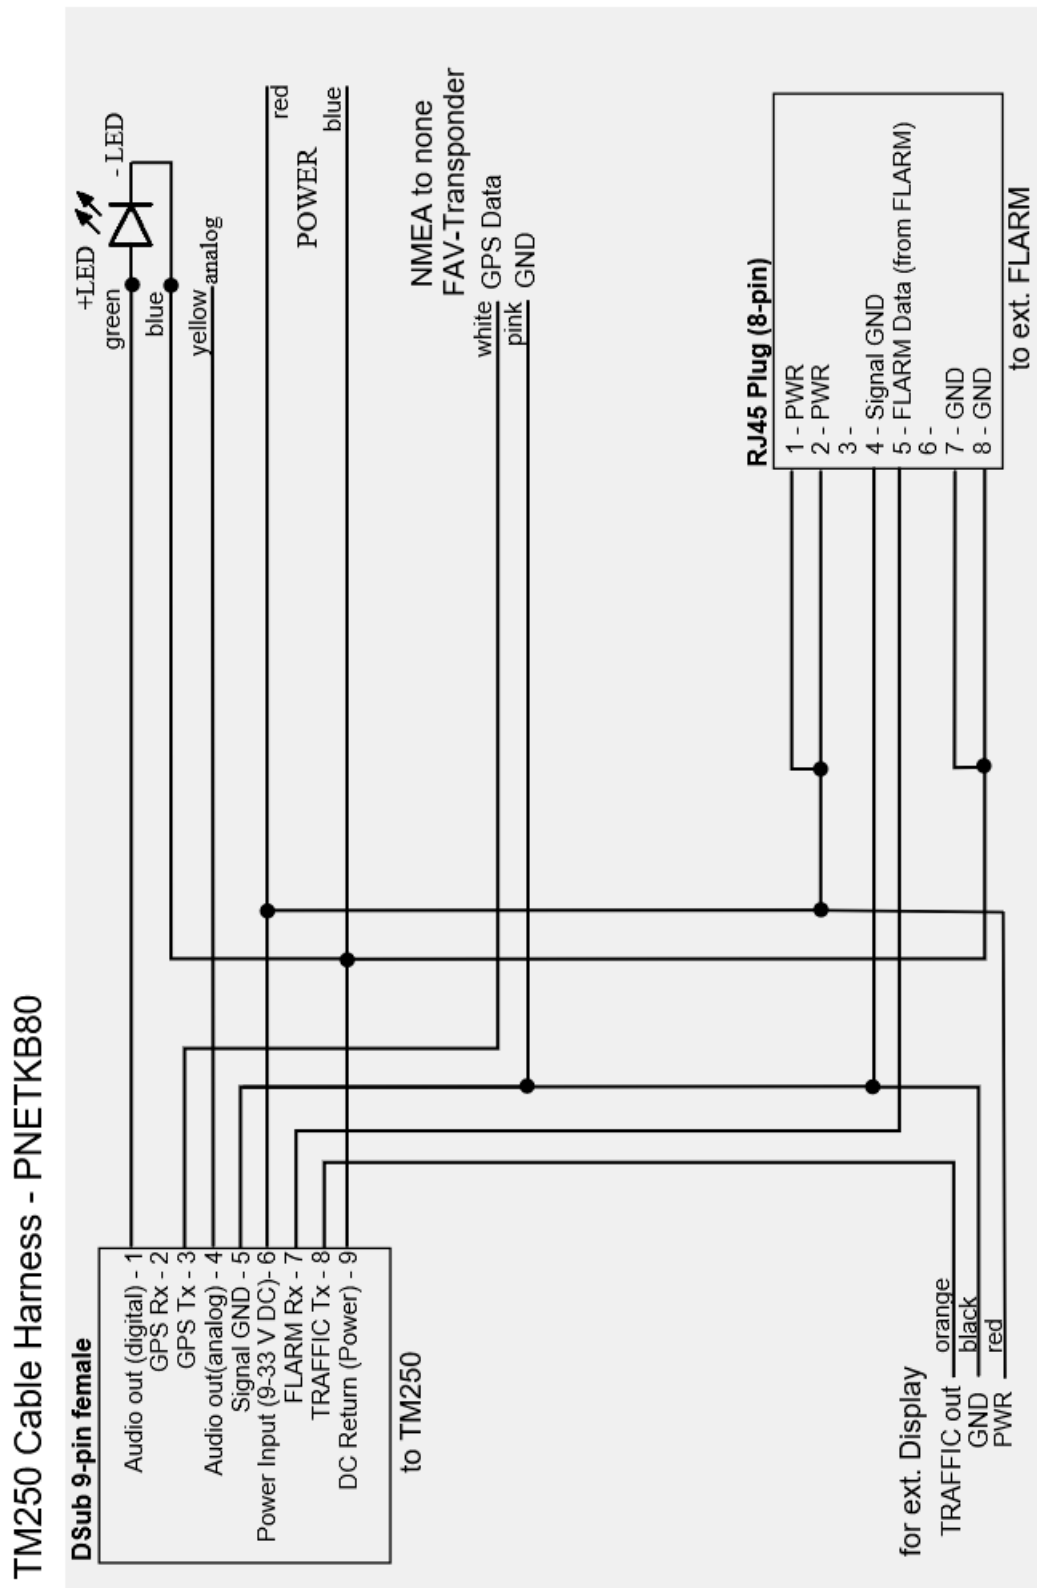 TM250 Cable Harness - PNETKB80
DSub 9-pin female
Audio out (digital) - 1
GPS Rx - 2
GPS Tx - 3
Audio out(analog) - 4
Signal GND - 5
Power Input (9-33 V DC)- 6
FLARM Rx - 7
TRAFFIC Tx - 8
DC Return (Power) - 9
to TM250
+LED
- LED
green
blue
yellow
analog
red
POWER
blue
NMEA to none
FAV-Transponder
white GPS Data
pink GND
for ext. Display
TRAFFIC out orange
GND black
PWR red
RJ45 Plug (8-pin)
1 - PWR
2 - PWR
3 -
4 - Signal GND
5 - FLARM Data (from FLARM)
6 -
7 - GND
8 - GND
to ext. FLARM